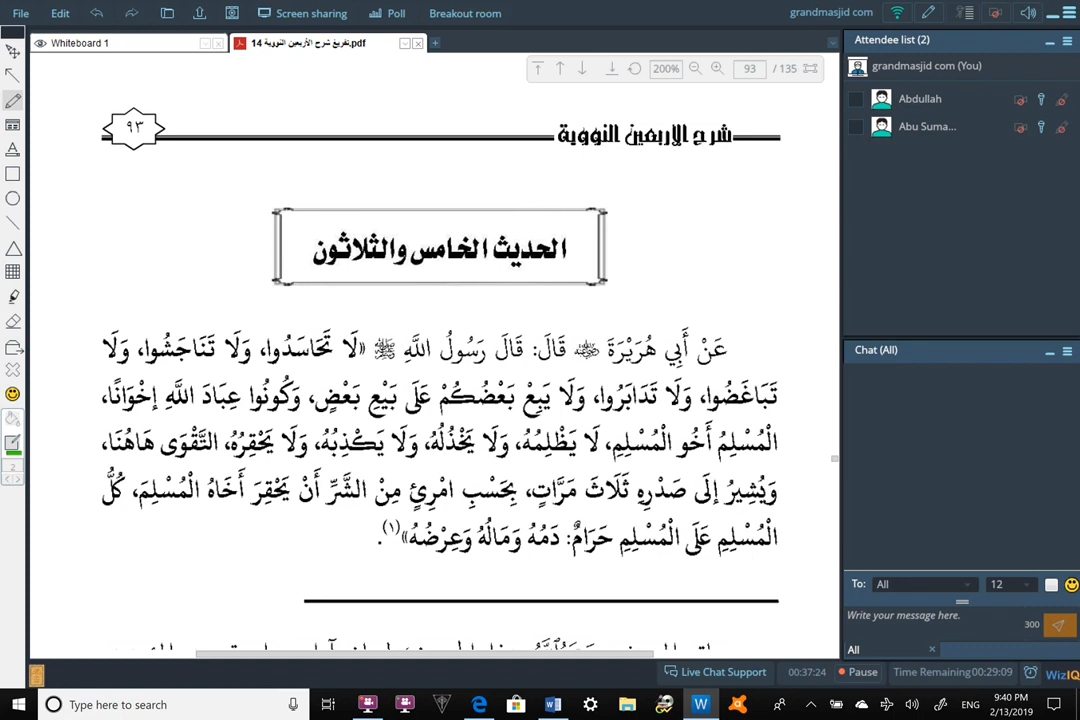 File Edit Screen sharing Poll Breakout room grandmasjid com
Whiteboard 1 تفريغ شرح الأربعين النووية 14.pdf
Attendee list (2)
200% 93 / 135
grandmasjid com (You)
Abdullah
Abu Suma...
٩٣ شرح الاربعين النووية
الحديث الخامس والثلاثون
عَنْ أَبِي هُرَيْرَةَ ﵁ قَالَ: قَالَ رَسُولُ اللَّهِ ﷺ «لَا تَحَاسَدُوا، وَلَا تَنَاجَشُوا، وَلَا
تَبَاغَضُوا، وَلَا تَدَابَرُوا، وَلَا يَبِعْ بَعْضُكُمْ عَلَى بَيْعِ بَعْضٍ، وَكُونُوا عِبَادَ اللَّهِ إخْوَانًا،
الْمُسْلِمُ أَخُو الْمُسْلِمِ، لَا يَظْلِمُهُ، وَلَا يَخْذُلُهُ، وَلَا يَكْذِبُهُ، وَلَا يَحْقِرُهُ، التَّقْوَى هَاهُنَا،
وَيُشِيرُ إلَى صَدْرِهِ ثَلَاثَ مَرَّاتٍ، بِحَسْبِ امْرِئٍ مِنْ الشَّرِّ أَنْ يَحْقِرَ أَخَاهُ الْمُسْلِمَ، كُلُّ
الْمُسْلِمِ عَلَى الْمُسْلِمِ حَرَامٌ: دَمُهُ وَمَالُهُ وَعِرْضُهُ»(١).
Chat (All)
To: All 12
Write your message here.
300
All
Live Chat Support 00:37:24 Pause Time Remaining 00:29:09 WizIQ
2
Type here to search
ENG
9:40 PM
2/13/2019